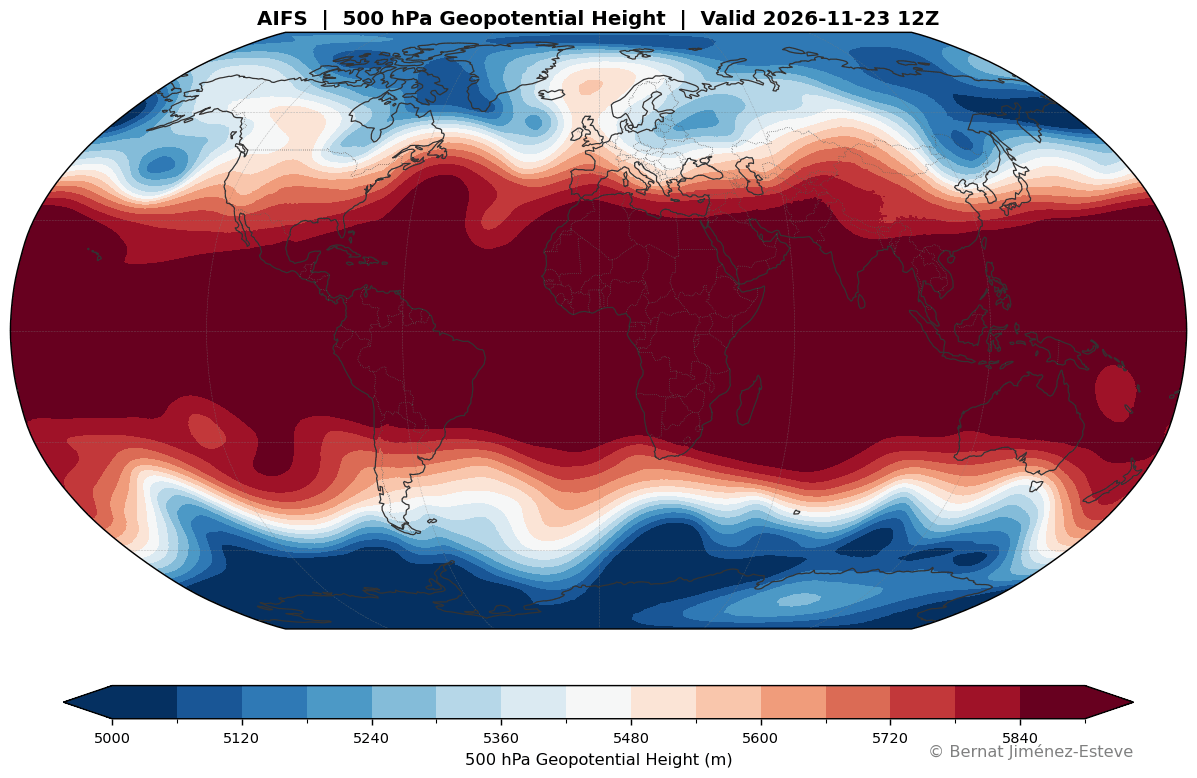 AIFS  |  500 hPa Geopotential Height  |  Valid 2026-11-23 12Z
5000 5120 5240 5360 5480 5600 5720 5840
500 hPa Geopotential Height (m)
© Bernat Jiménez-Esteve